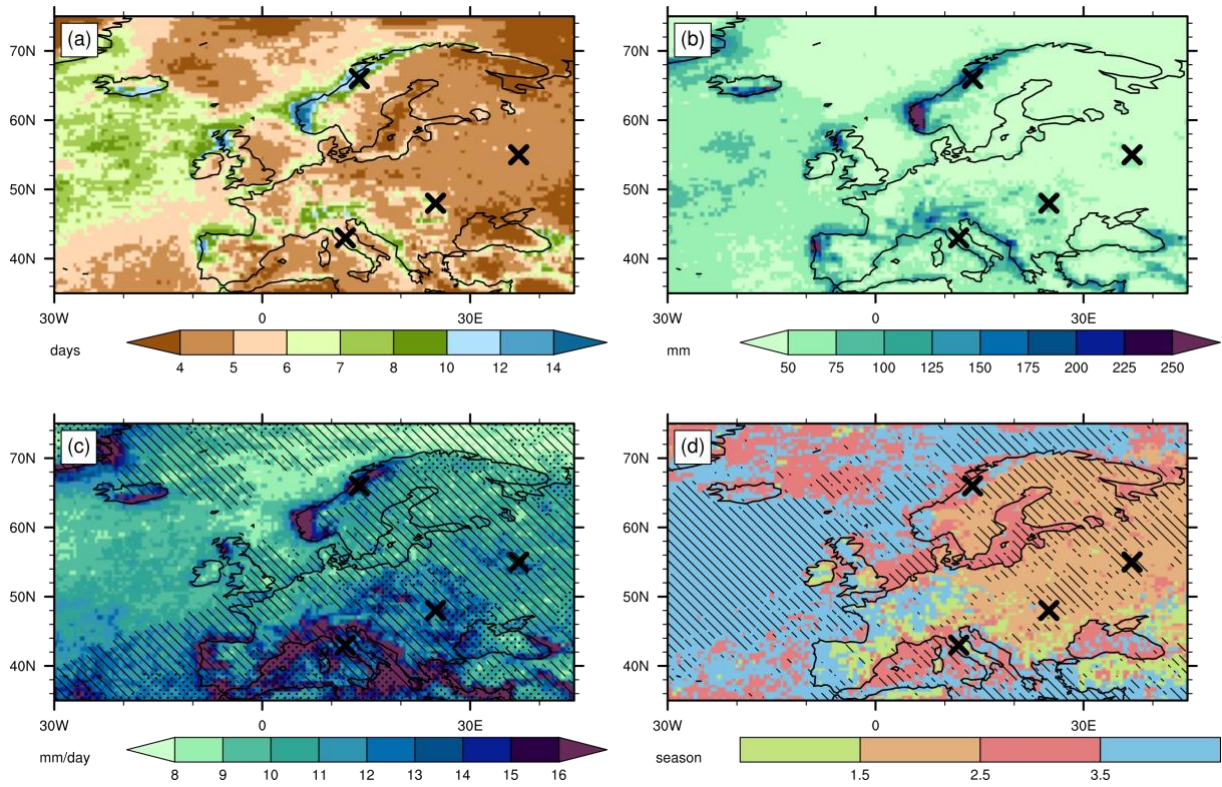 (a)
(b)
70N
60N
50N
40N
70N
60N
50N
40N
30W 0 30E
30W 0 30E
days
4 5 6 7 8 10 12 14
mm
50 75 100 125 150 175 200 225 250
(c)
(d)
70N
60N
50N
40N
70N
60N
50N
40N
30W 0 30E
30W 0 30E
mm/day
8 9 10 11 12 13 14 15 16
season
1.5 2.5 3.5